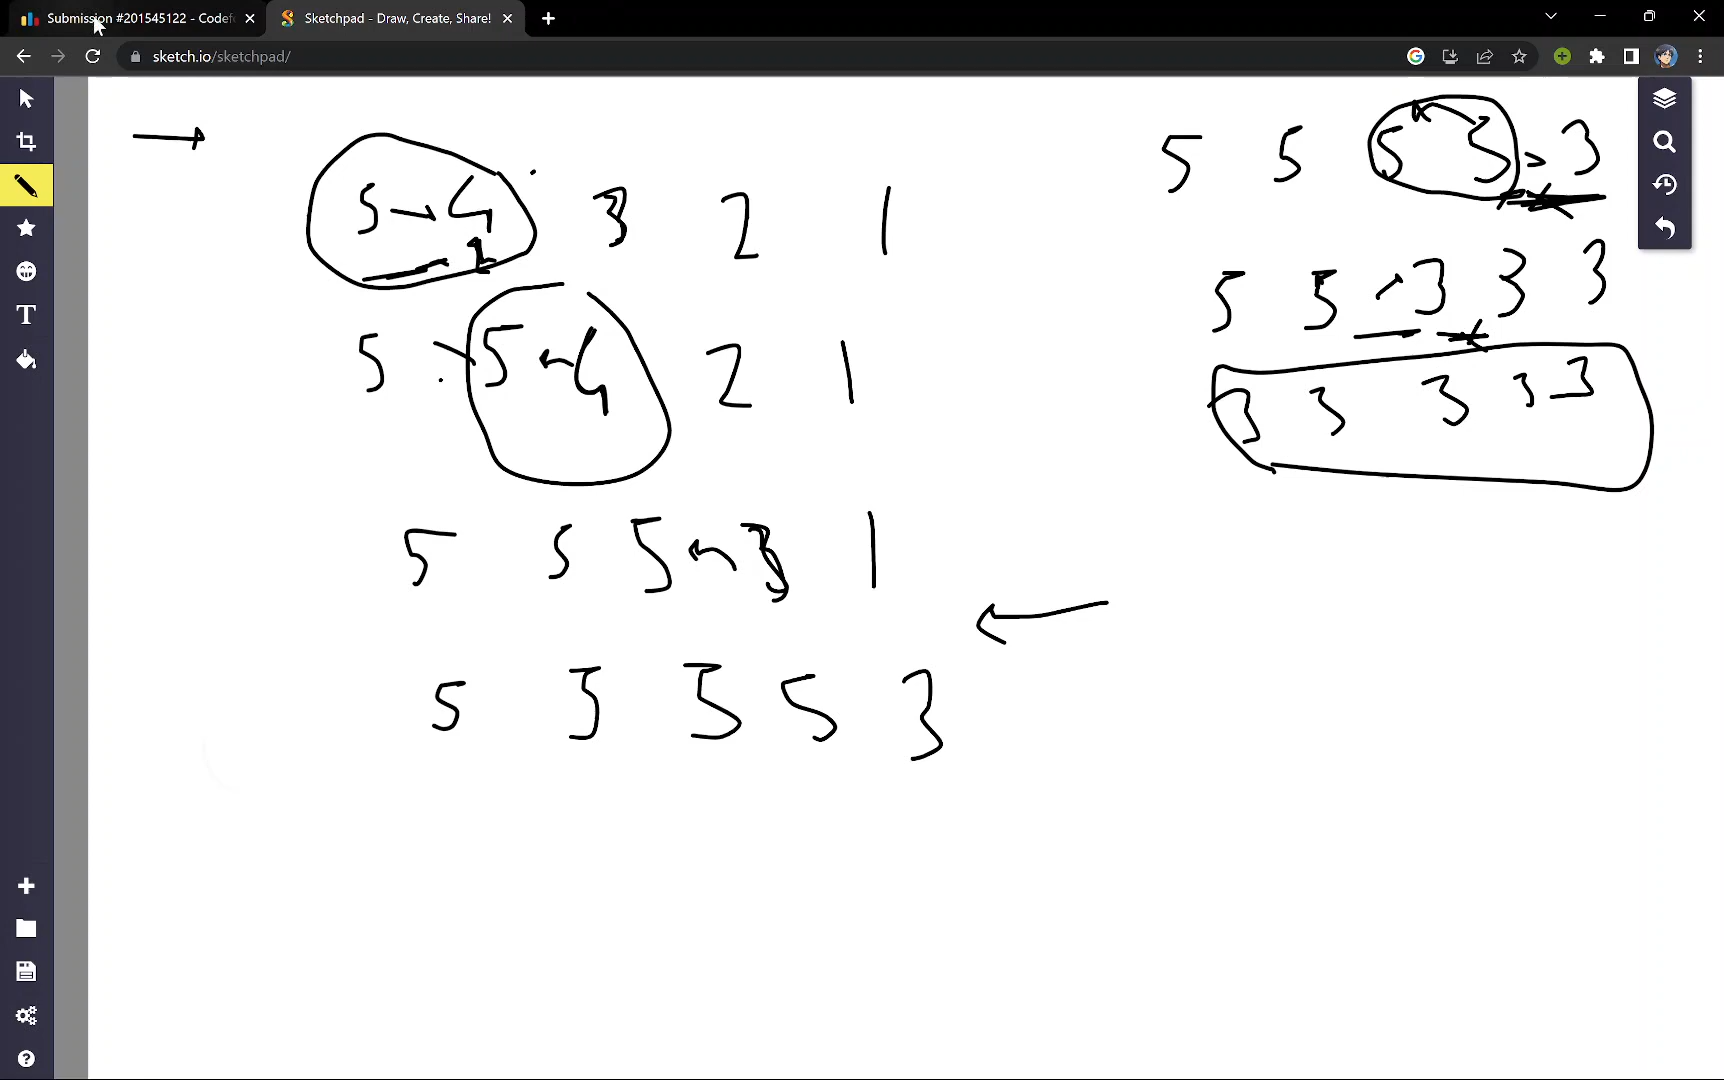 Submission #201545122 - Codef
Sketchpad - Draw, Create, Share!
sketch.io/sketchpad/
5 4 3 2 1
5 5 4 2 1
5 5 5 3 1
5 3 3 5 3
5 5 5 3 3
5 5 3 3 3
3 3 3 3 3
T